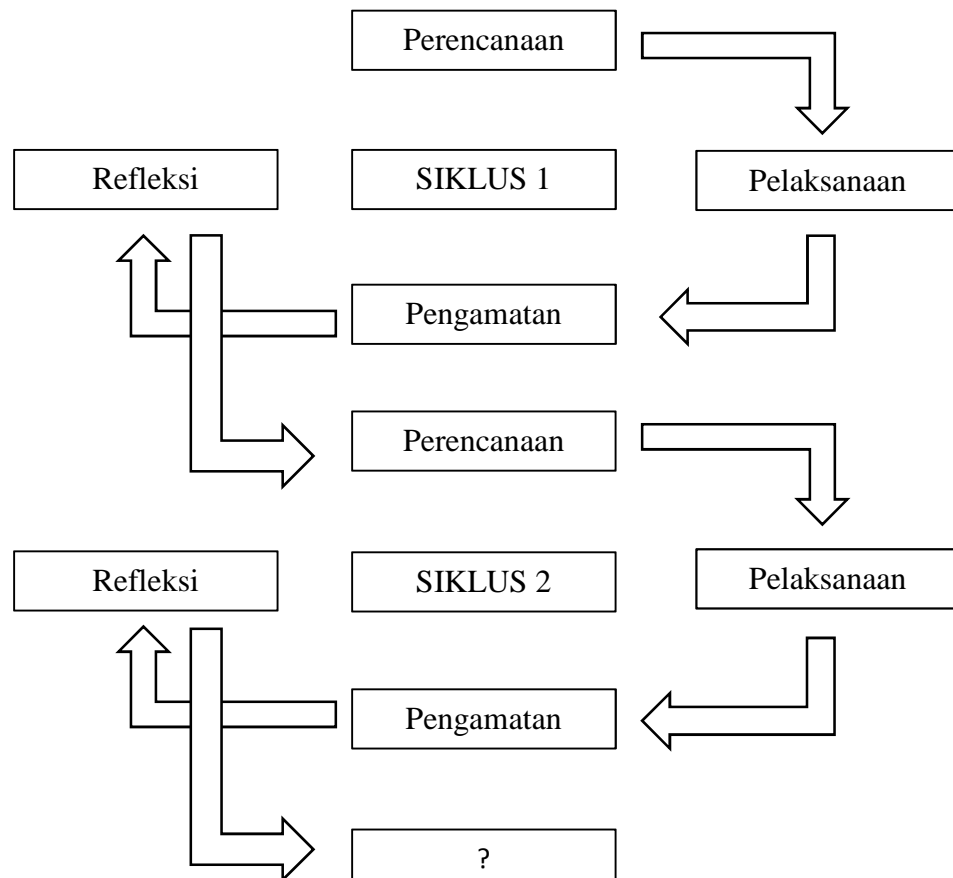 Perencanaan
Refleksi
SIKLUS 1
Pelaksanaan
Pengamatan
Perencanaan
Refleksi
SIKLUS 2
Pelaksanaan
Pengamatan
?